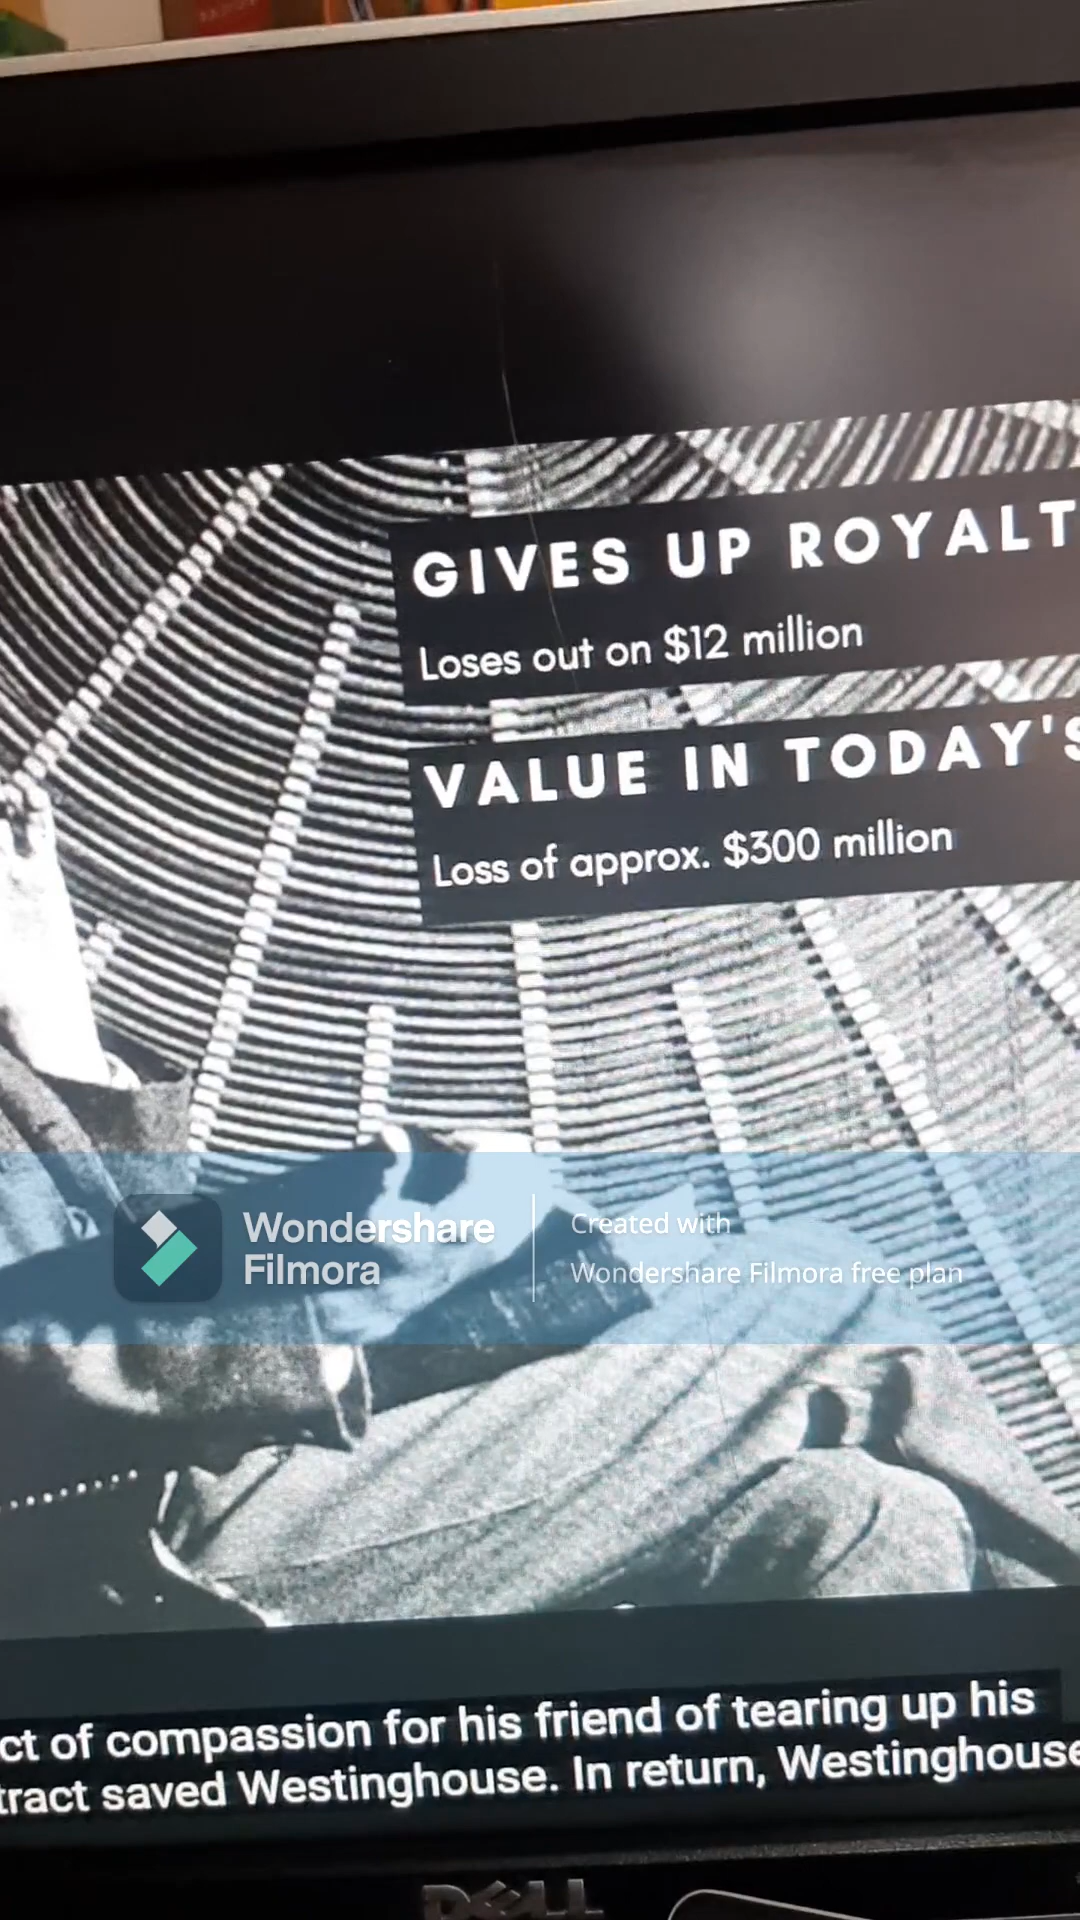 GIVES UP ROYALT
Loses out on $12 million
VALUE IN TODAY'S
Loss of approx. $300 million
Wondershare
Filmora
Created with
Wondershare Filmora free plan
ct of compassion for his friend of tearing up his
tract saved Westinghouse. In return, Westinghouse
DELL